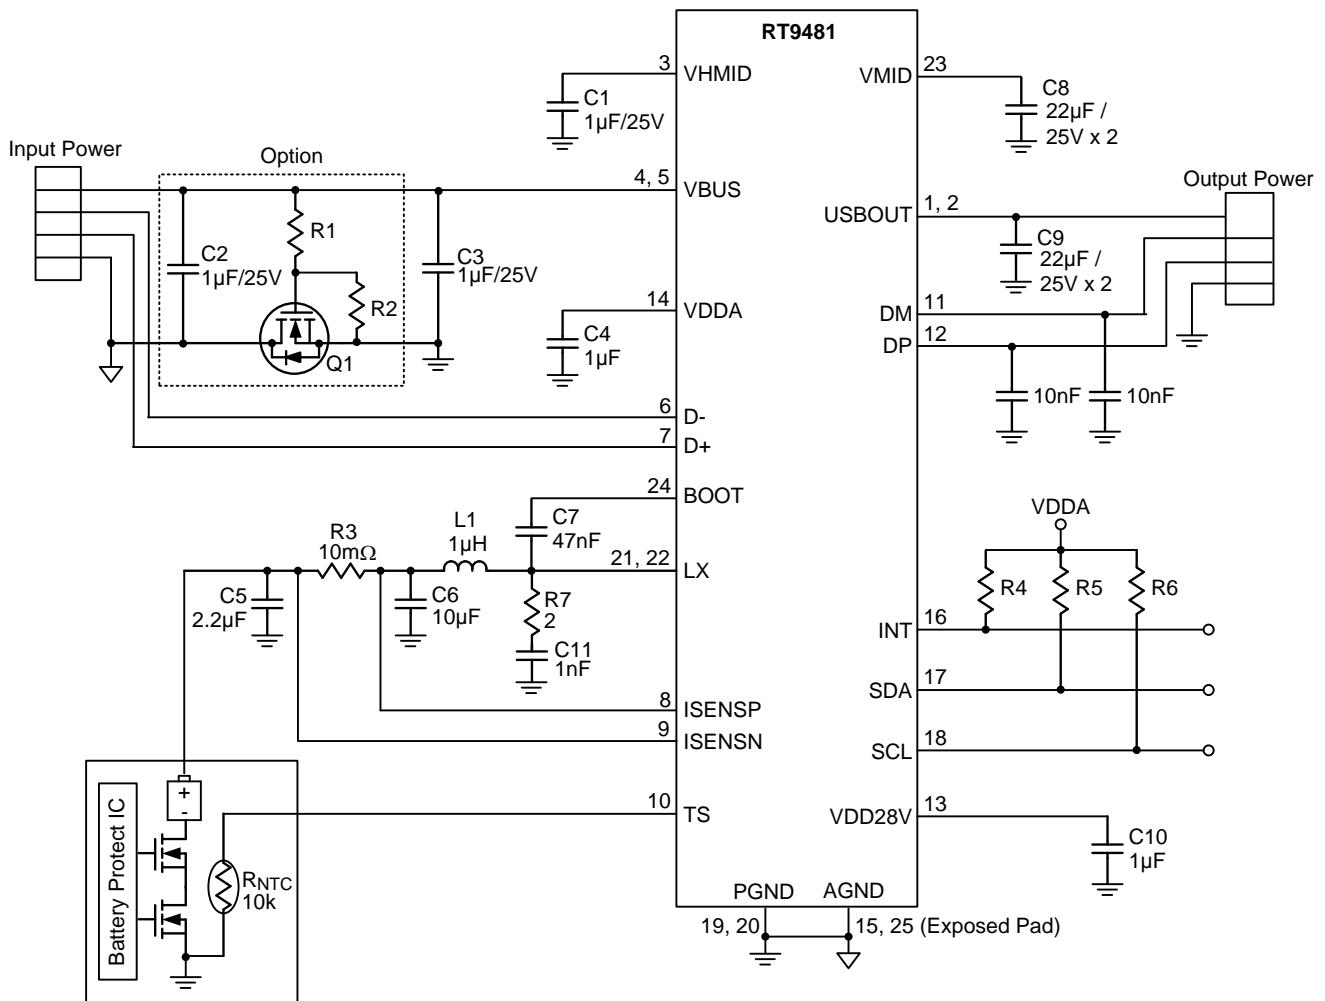 RT9481
3
VHMID
C1
1µF/25V
VMID
23
C8
22µF /
25V x 2
Input Power
Option
4, 5
VBUS
R1
C2
1µF/25V
R2
Q1
C3
1µF/25V
Output Power
USBOUT
1, 2
C9
22µF /
25V x 2
14
VDDA
C4
1µF
DM
11
DP
12
10nF
10nF
6
D-
7
D+
24
BOOT
C7
47nF
R3
10mΩ
L1
1µH
21, 22
LX
C5
2.2µF
C6
10µF
R7
2
C11
1nF
VDDA
R4
R5
R6
INT
16
SDA
17
SCL
18
8
ISENSP
9
ISENSN
10
TS
VDD28V
13
C10
1µF
+
-
Battery Protect IC
RNTC
10k
PGND
AGND
19, 20
15, 25 (Exposed Pad)